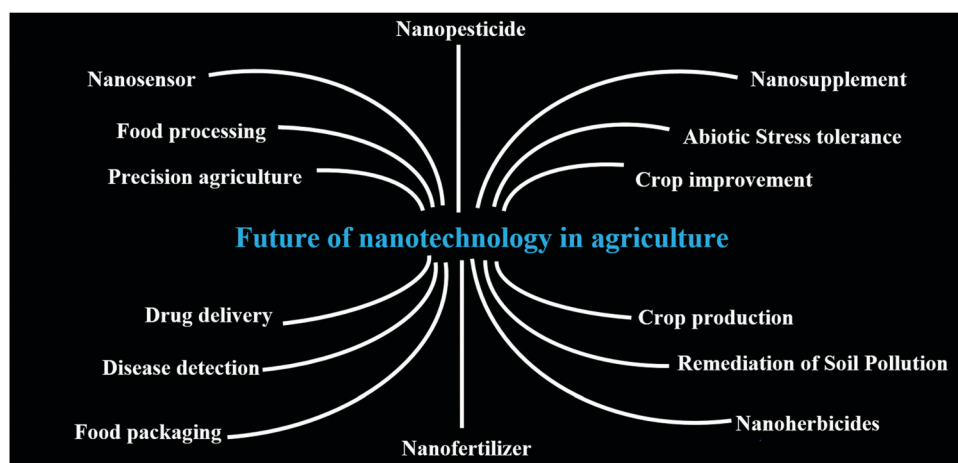 Nanopesticide
Nanosensor
Nanosupplement
Food processing
Abiotic Stress tolerance
Precision agriculture
Crop improvement
Future of nanotechnology in agriculture
Drug delivery
Crop production
Disease detection
Remediation of Soil Pollution
Food packaging
Nanoherbicides
Nanofertilizer